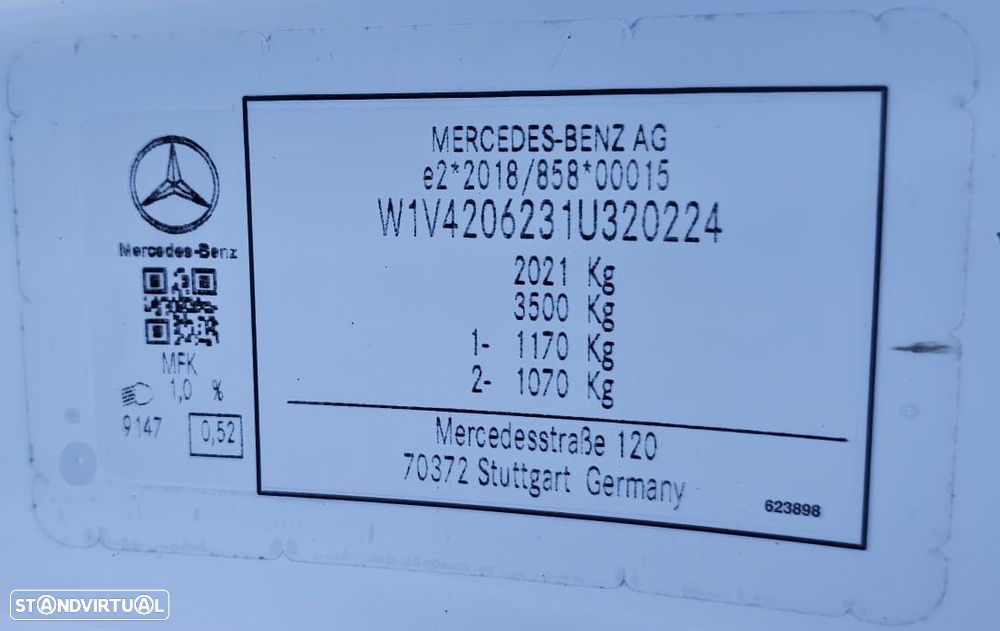 Mercedes-Benz
MFK
1,0 %
9147
0,52
MERCEDES-BENZ AG
e2*2018/858*00015
W1V4206231U320224
2021 Kg
3500 Kg
1- 1170 Kg
2- 1070 Kg
Mercedesstraße 120
70372 Stuttgart Germany
623898
STANDVIRTUAL